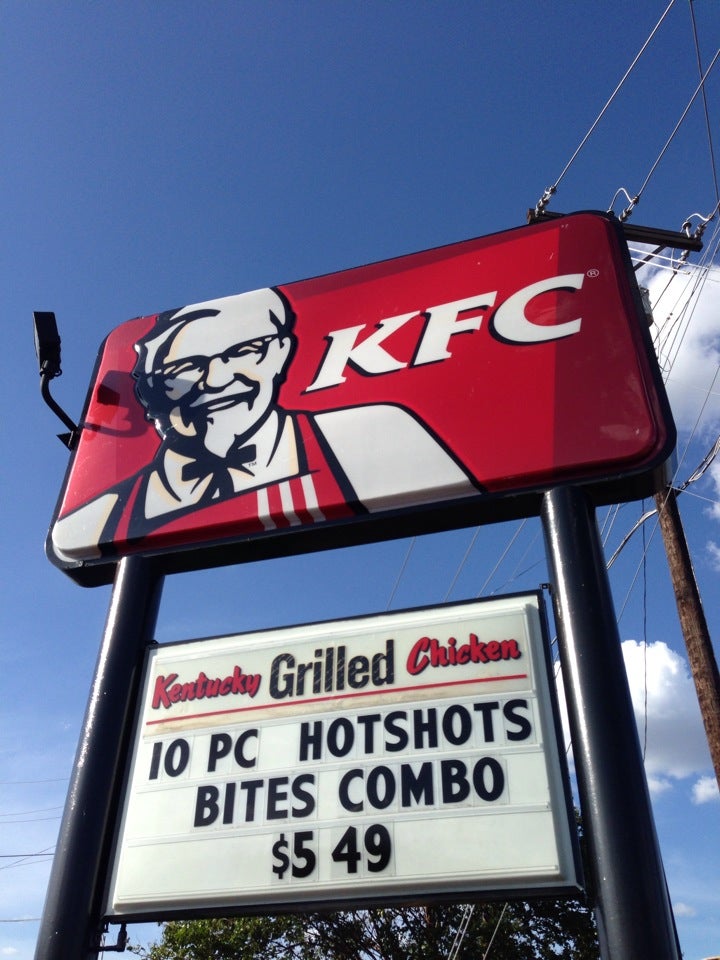 KFC®
Kentucky Grilled Chicken
10 PC HOTSHOTS
BITES COMBO
$5 49